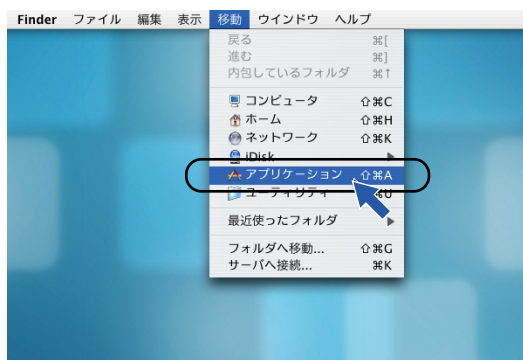 Finder ファイル 編集 表示 移動 ウインドウ ヘルプ
戻る ⌘[
進む ⌘]
内包しているフォルダ ⌘↑
コンピュータ ⇧⌘C
ホーム ⇧⌘H
ネットワーク ⇧⌘K
iDisk ▶
アプリケーション ⇧⌘A
ユーティリティ ⌘U
最近使ったフォルダ ▶
フォルダへ移動... ⇧⌘G
サーバへ接続... ⌘K